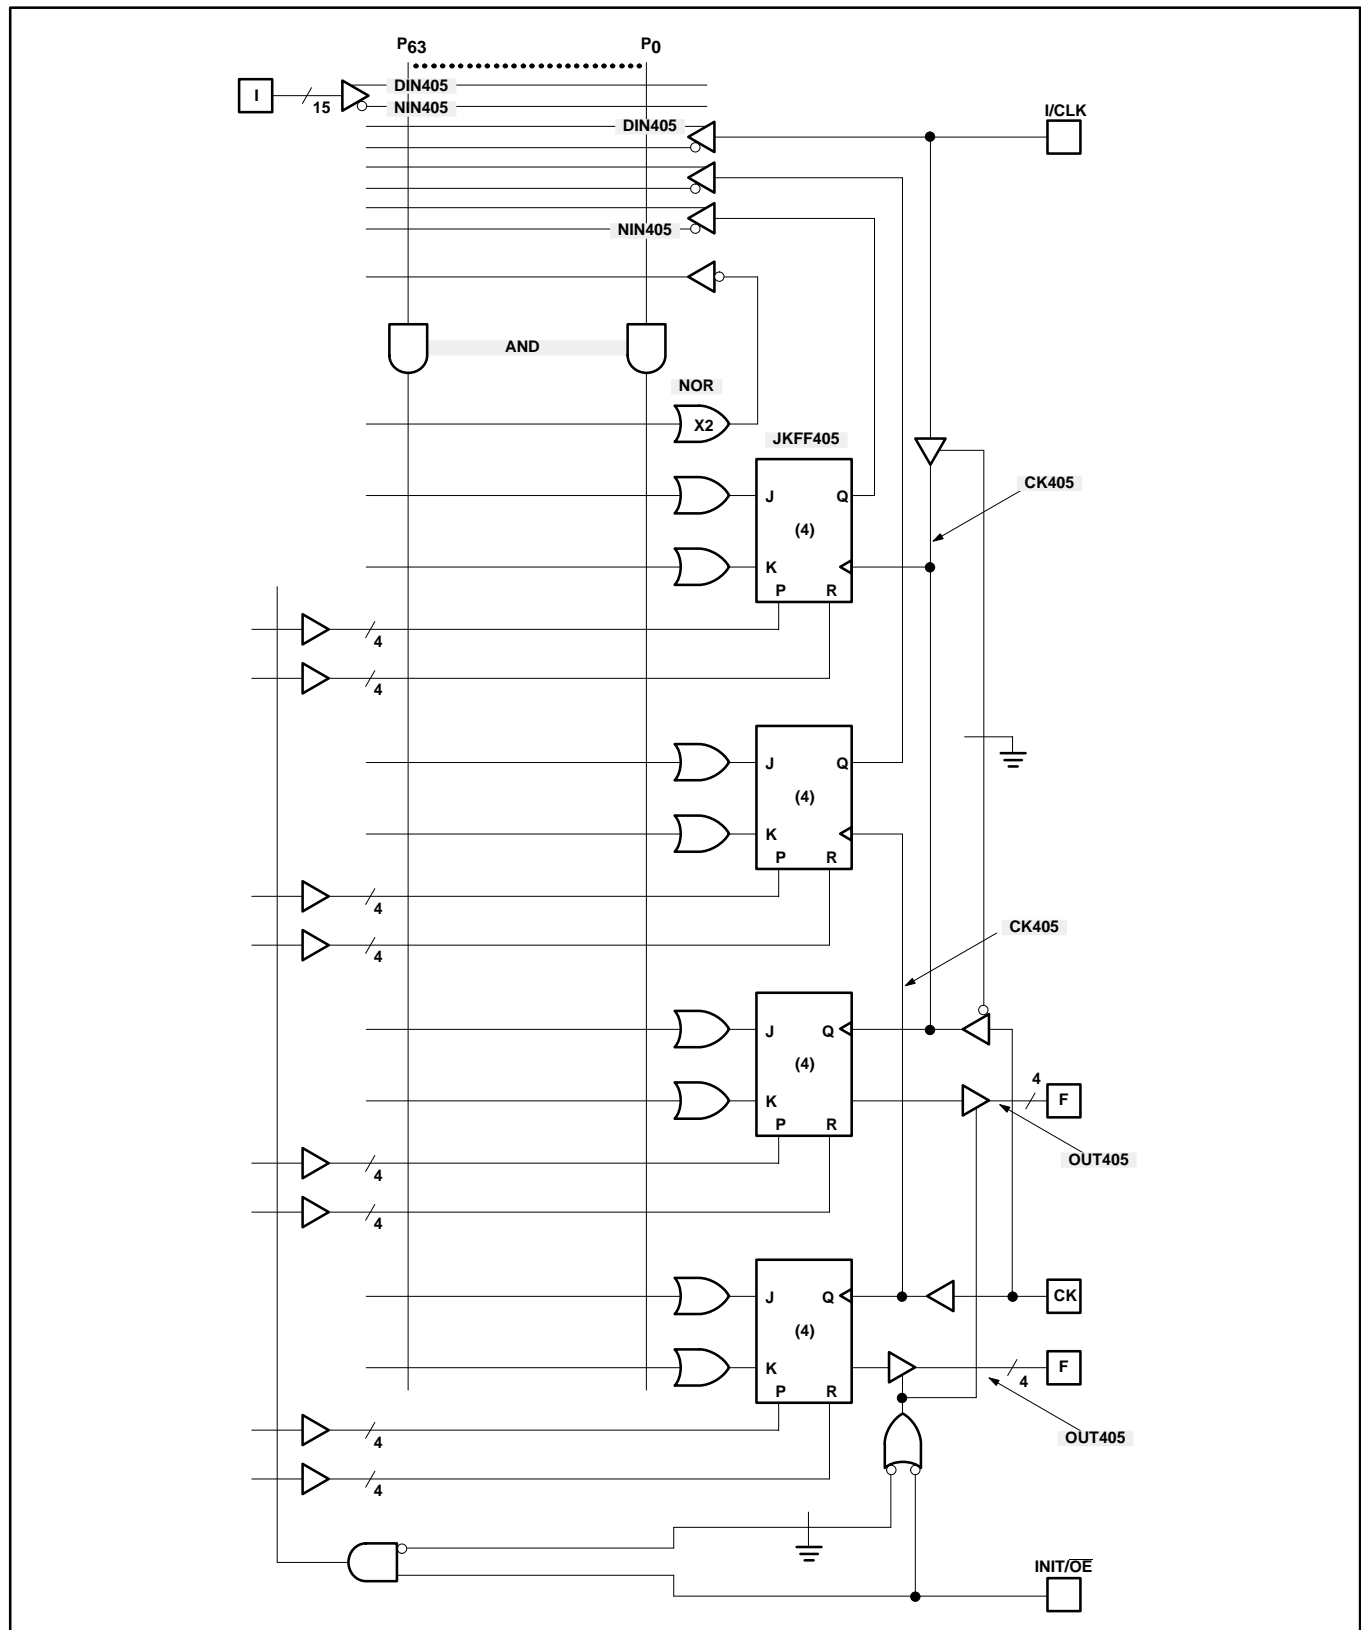 P63 P0
DIN405
I
15
NIN405
I/CLK
DIN405
NIN405
AND
NOR
X2
JKFF405
CK405
J Q
(4)
K
P R
4
4
J Q
(4)
K
P R
4
4
CK405
J Q
(4)
K
P R
4
F
OUT405
4
4
J Q
CK
(4)
K
F
4
P R
OUT405
4
4
INIT/OE